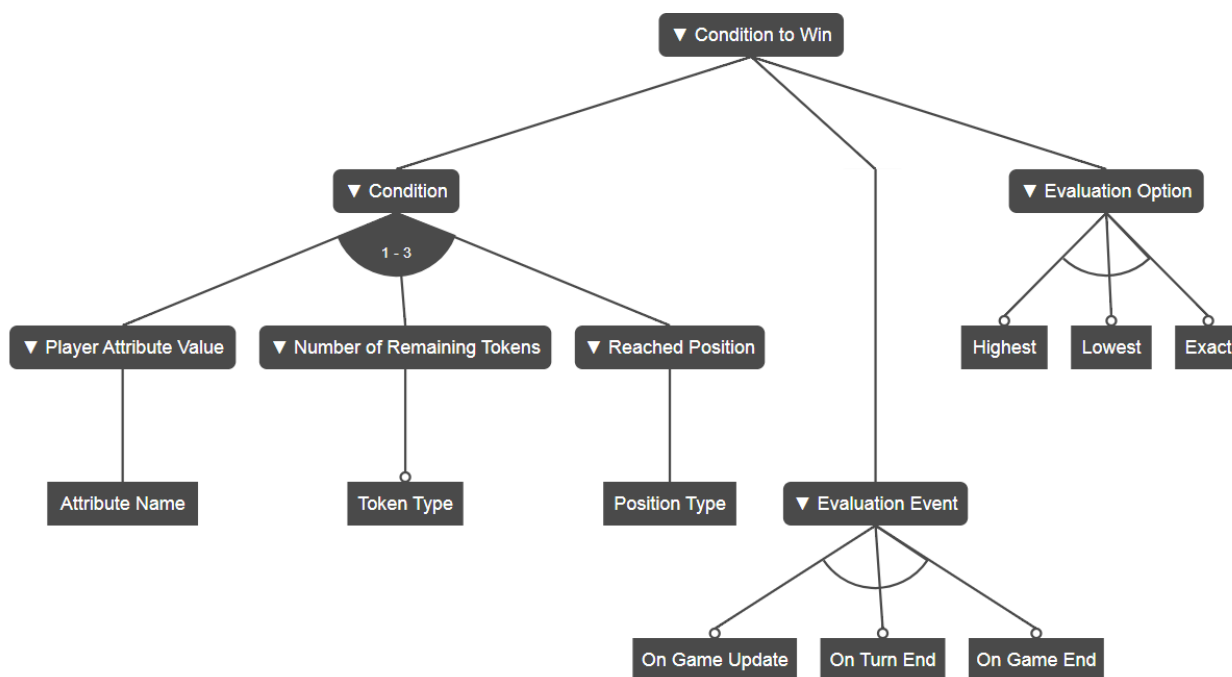 ▼ Condition to Win
▼ Condition
▼ Evaluation Option
1 - 3
▼ Player Attribute Value
▼ Number of Remaining Tokens
▼ Reached Position
Highest
Lowest
Exact
Attribute Name
Token Type
Position Type
▼ Evaluation Event
On Game Update
On Turn End
On Game End